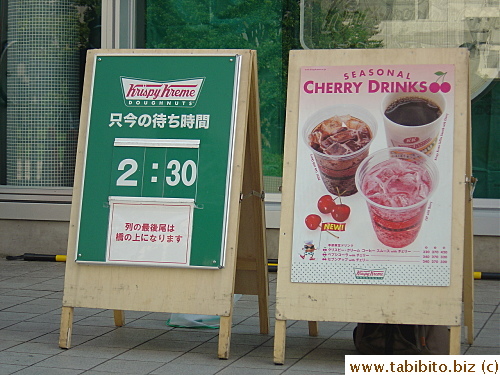 Krispy Kreme
DOUGHNUTS
只今の待ち時間
2:30
列の最後尾は
橋の上になります
SEASONAL
CHERRY DRINKS
NEW!
Krispy Kreme
www.tabibito.biz (c)